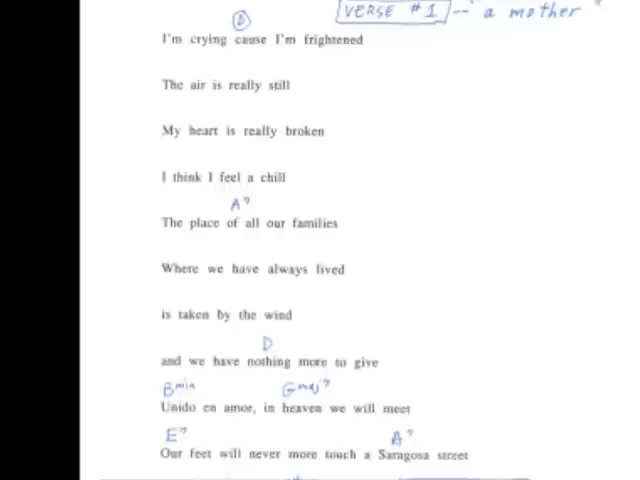 VERSE #1 -- "a mother"
D
I'm crying cause I'm frightened
The air is really still
My heart is really broken
I think I feel a chill
A7
The place of all our families
Where we have always lived
is taken by the wind
D
and we have nothing more to give
Bmin Gmaj7
Unido en amor, in heaven we will meet
E7 A7
Our feet will never more touch a Saragosa street